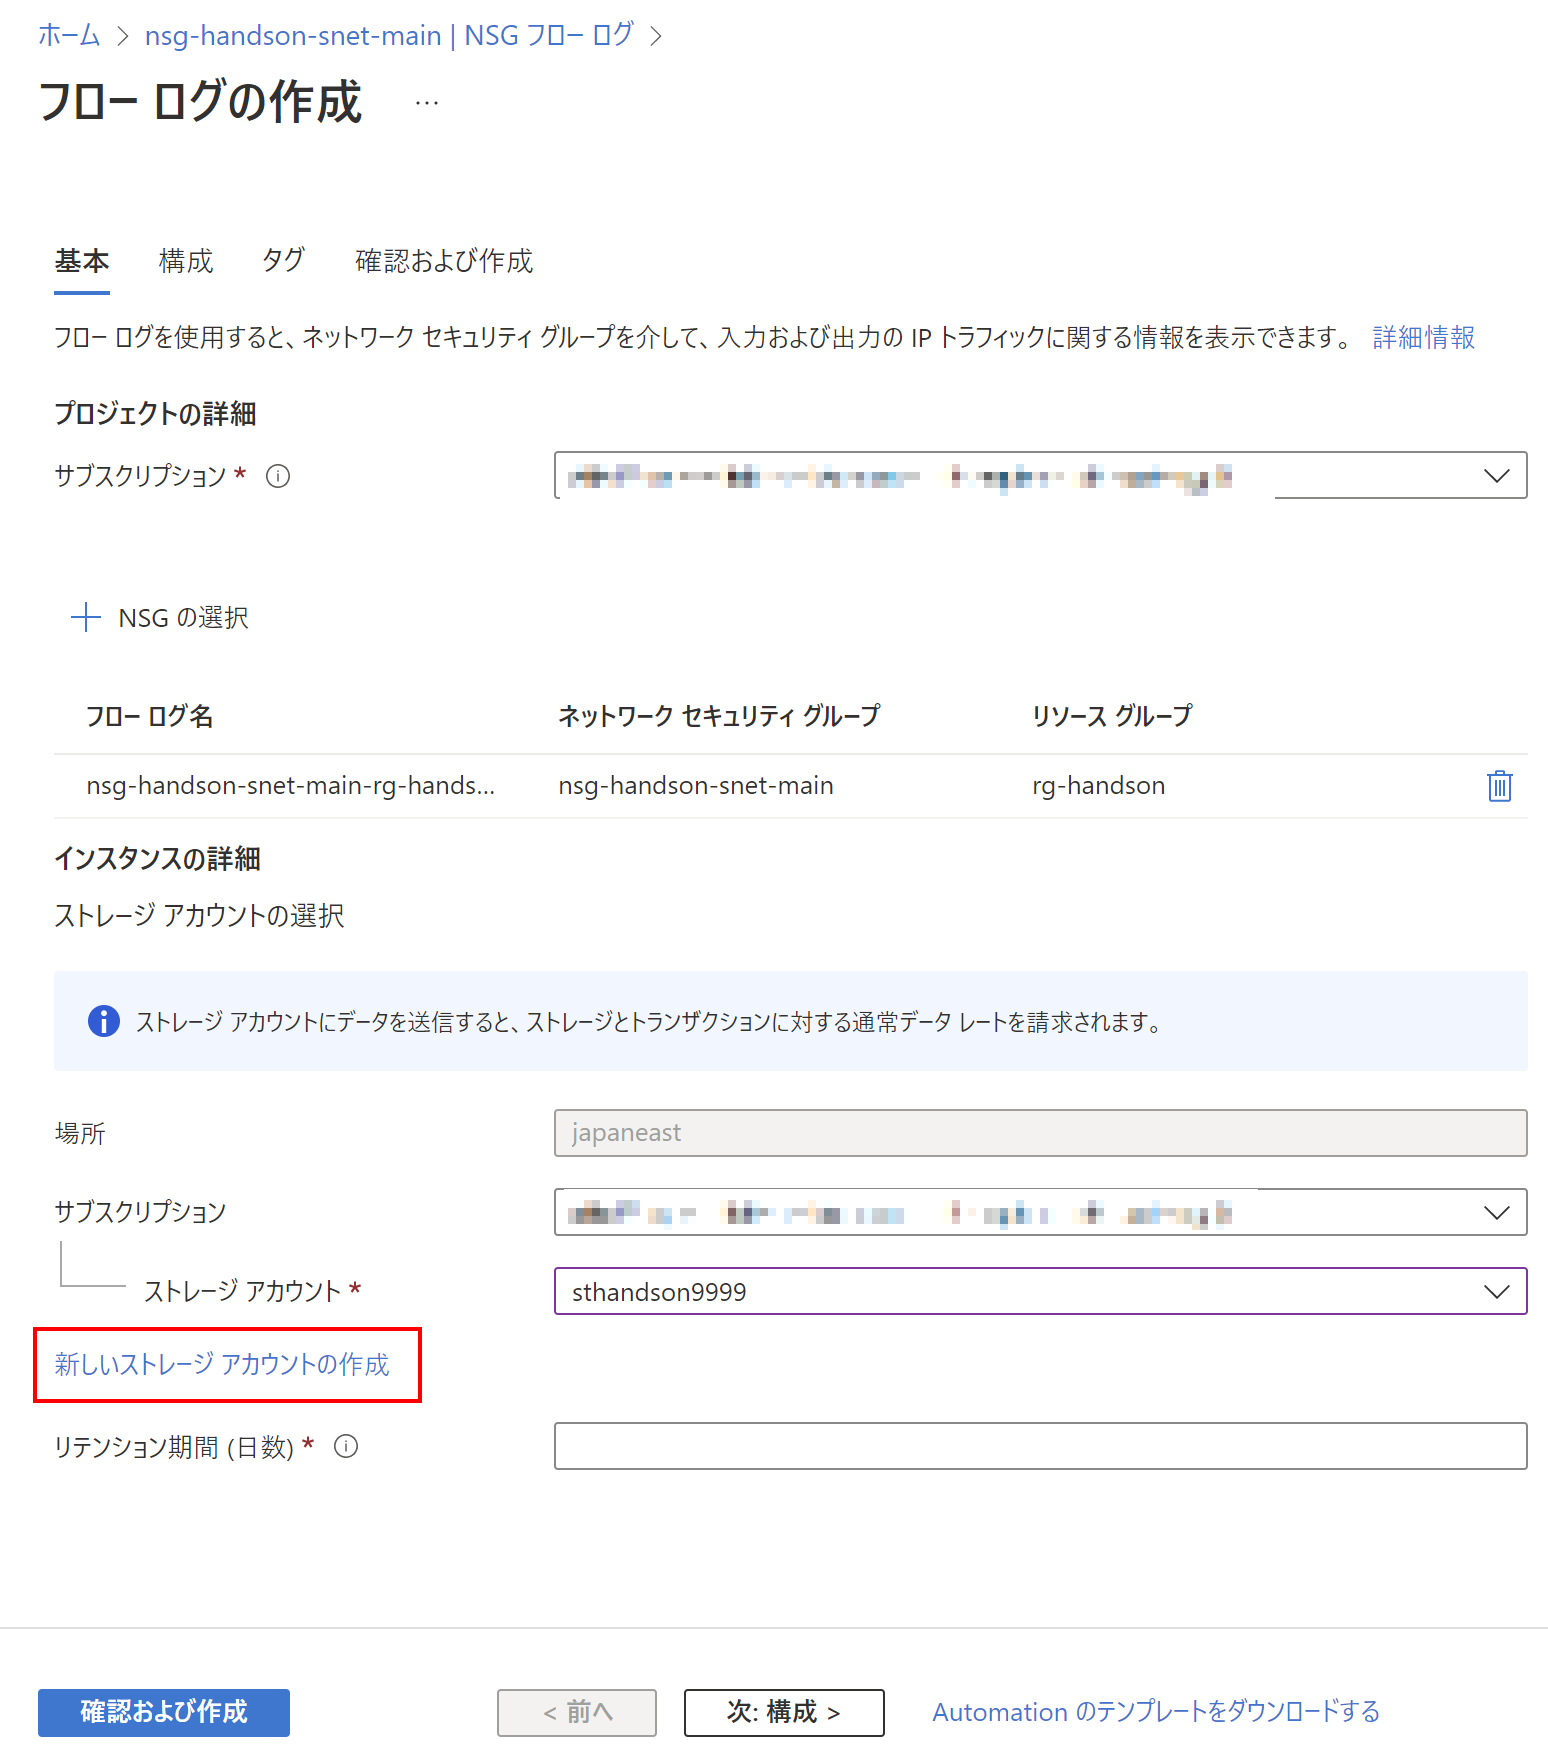 ホーム > nsg-handson-snet-main | NSG フロー ログ >
フロー ログの作成 …
基本 構成 タグ 確認および作成
フロー ログを使用すると、ネットワーク セキュリティ グループを介して、入力および出力の IP トラフィックに関する情報を表示できます。 詳細情報
プロジェクトの詳細
サブスクリプション *
NSG の選択
フロー ログ名 ネットワーク セキュリティ グループ リソース グループ
nsg-handson-snet-main-rg-hands... nsg-handson-snet-main rg-handson
インスタンスの詳細
ストレージ アカウントの選択
ストレージ アカウントにデータを送信すると、ストレージとトランザクションに対する通常データ レートを請求されます。
場所 japaneast
サブスクリプション
ストレージ アカウント * sthandson9999
新しいストレージ アカウントの作成
リテンション期間 (日数) *
確認および作成 < 前へ 次: 構成 > Automation のテンプレートをダウンロードする